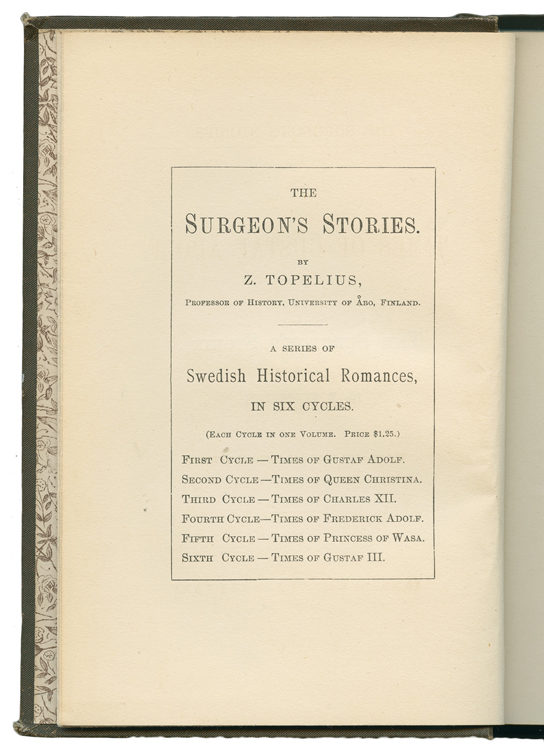 THE
SURGEON'S STORIES.
BY
Z. TOPELIUS,
PROFESSOR OF HISTORY, UNIVERSITY OF ÅBO, FINLAND.
A SERIES OF
Swedish Historical Romances,
IN SIX CYCLES.
(EACH CYCLE IN ONE VOLUME. PRICE $1.25.)
FIRST CYCLE — TIMES OF GUSTAF ADOLF.
SECOND CYCLE — TIMES OF QUEEN CHRISTINA.
THIRD CYCLE — TIMES OF CHARLES XII.
FOURTH CYCLE — TIMES OF FREDERICK ADOLF.
FIFTH CYCLE — TIMES OF PRINCESS OF WASA.
SIXTH CYCLE — TIMES OF GUSTAF III.